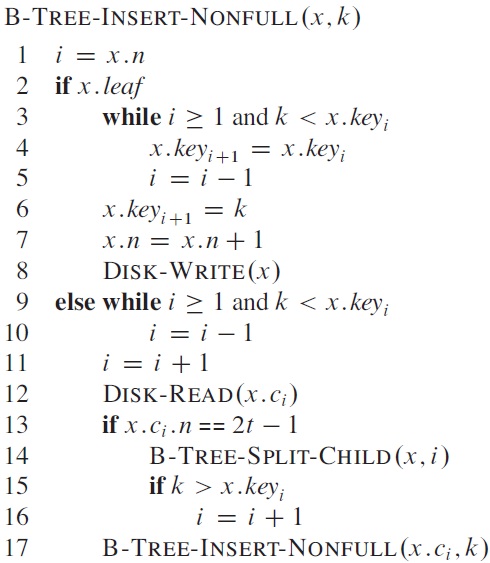 B-TREE-INSERT-NONFULL(x, k)
1 i = x.n
2 if x.leaf
3 while i ≥ 1 and k < x.key_i
4 x.key_{i+1} = x.key_i
5 i = i − 1
6 x.key_{i+1} = k
7 x.n = x.n + 1
8 DISK-WRITE(x)
9 else while i ≥ 1 and k < x.key_i
10 i = i − 1
11 i = i + 1
12 DISK-READ(x.c_i)
13 if x.c_i.n == 2t − 1
14 B-TREE-SPLIT-CHILD(x, i)
15 if k > x.key_i
16 i = i + 1
17 B-TREE-INSERT-NONFULL(x.c_i, k)